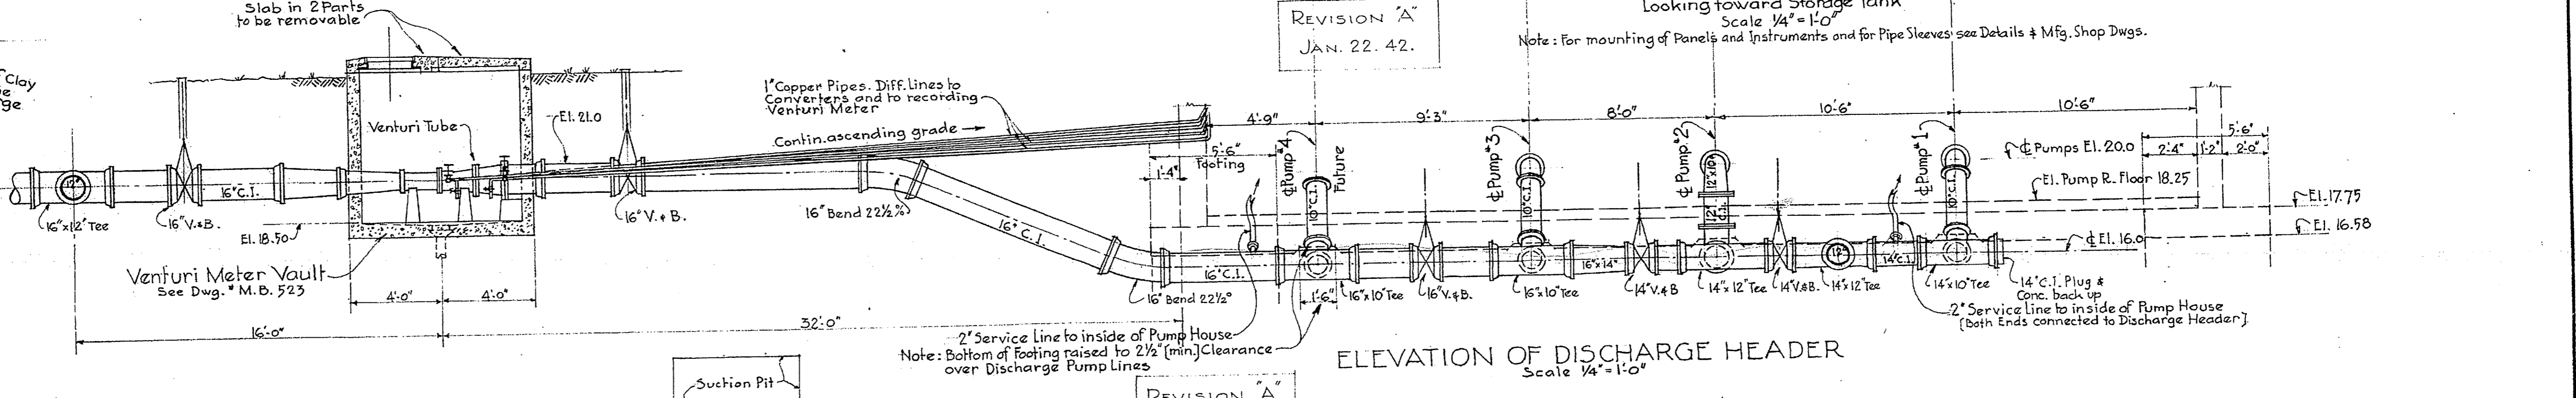 Slab in 2 Parts
to be removable
Clay
REVISION "A"
JAN. 22. 42.
Looking toward Storage Tank
Scale 1/4" = 1'-0"
Note: For mounting of Panels and Instruments and for Pipe Sleeves see Details & Mfg. Shop Dwgs.
1" Copper Pipes. Diff. Lines to
Converters and to recording
Venturi Meter
Contin. ascending grade
Venturi Tube
El. 21.0
4'-9"
9'-3"
8'-0"
10'-6"
10'-6"
5'-6"
Footing
1'-4"
℄ Pump #4
Future
℄ Pump #3
℄ Pump #2
℄ Pump #1
℄ Pumps El. 20.0
5'-6"
2'-4"
1'-2"
2'-0"
El. Pump R. Floor 18.25
El. 17.75
El. 16.58
℄ El. 16.0
12"
16" C.I.
16" C.I.
16" C.I.
10" C.I.
10" C.I.
12"x10"
12"
C.I.
10" C.I.
16"x14"
12"
14" C.I.
16"x12" Tee
16" V.&B.
El. 18.50
16" V. & B.
16" Bend 22½°
16" Bend 22½°
1'-6"
16"x10" Tee
16" V. & B.
16"x10" Tee
14" V. & B
14"x12" Tee
14" V. & B.
14"x12" Tee
14"x10" Tee
14" C.I. Plug &
Conc. back up
2" Service Line to inside of Pump House
[Both Ends connected to Discharge Header]
Venturi Meter Vault
See Dwg. # M.B. 523
4'-0"
4'-0"
16'-0"
32'-0"
2" Service Line to inside of Pump House
Note: Bottom of Footing raised to 2½" [min.] Clearance
over Discharge Pump Lines
ELEVATION OF DISCHARGE HEADER
Scale 1/4" = 1'-0"
Suction Pit
REVISION "A"